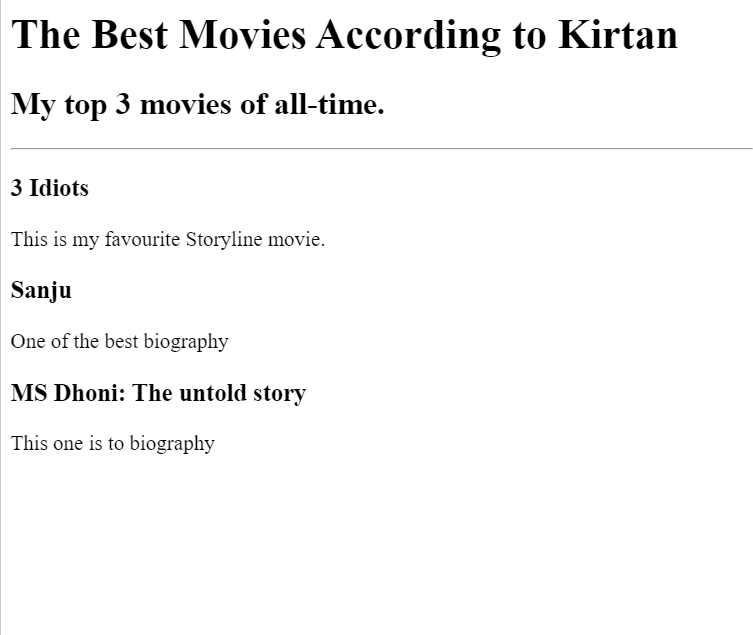 The Best Movies According to Kirtan
My top 3 movies of all-time.
3 Idiots
This is my favourite Storyline movie.
Sanju
One of the best biography
MS Dhoni: The untold story
This one is to biography